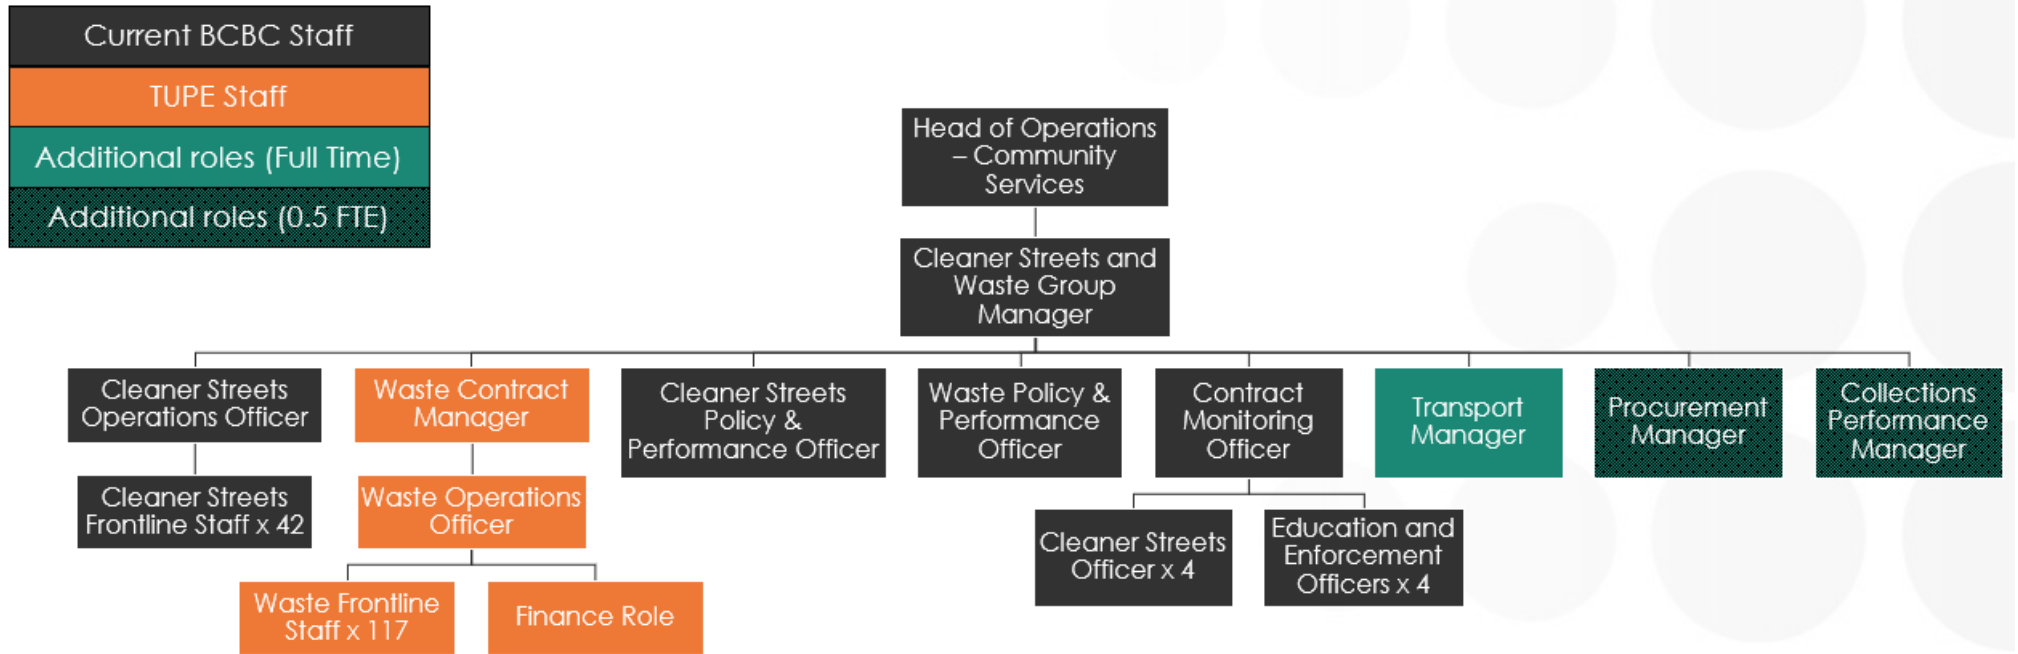 Current BCBC Staff
TUPE Staff
Additional roles (Full Time)
Additional roles (0.5 FTE)
Head of Operations
– Community
Services
Cleaner Streets and
Waste Group
Manager
Cleaner Streets
Operations Officer
Waste Contract
Manager
Cleaner Streets
Policy &
Performance Officer
Waste Policy &
Performance
Officer
Contract
Monitoring
Officer
Transport
Manager
Procurement
Manager
Collections
Performance
Manager
Cleaner Streets
Frontline Staff x 42
Waste Operations
Officer
Cleaner Streets
Officer x 4
Education and
Enforcement
Officers x 4
Waste Frontline
Staff x 117
Finance Role